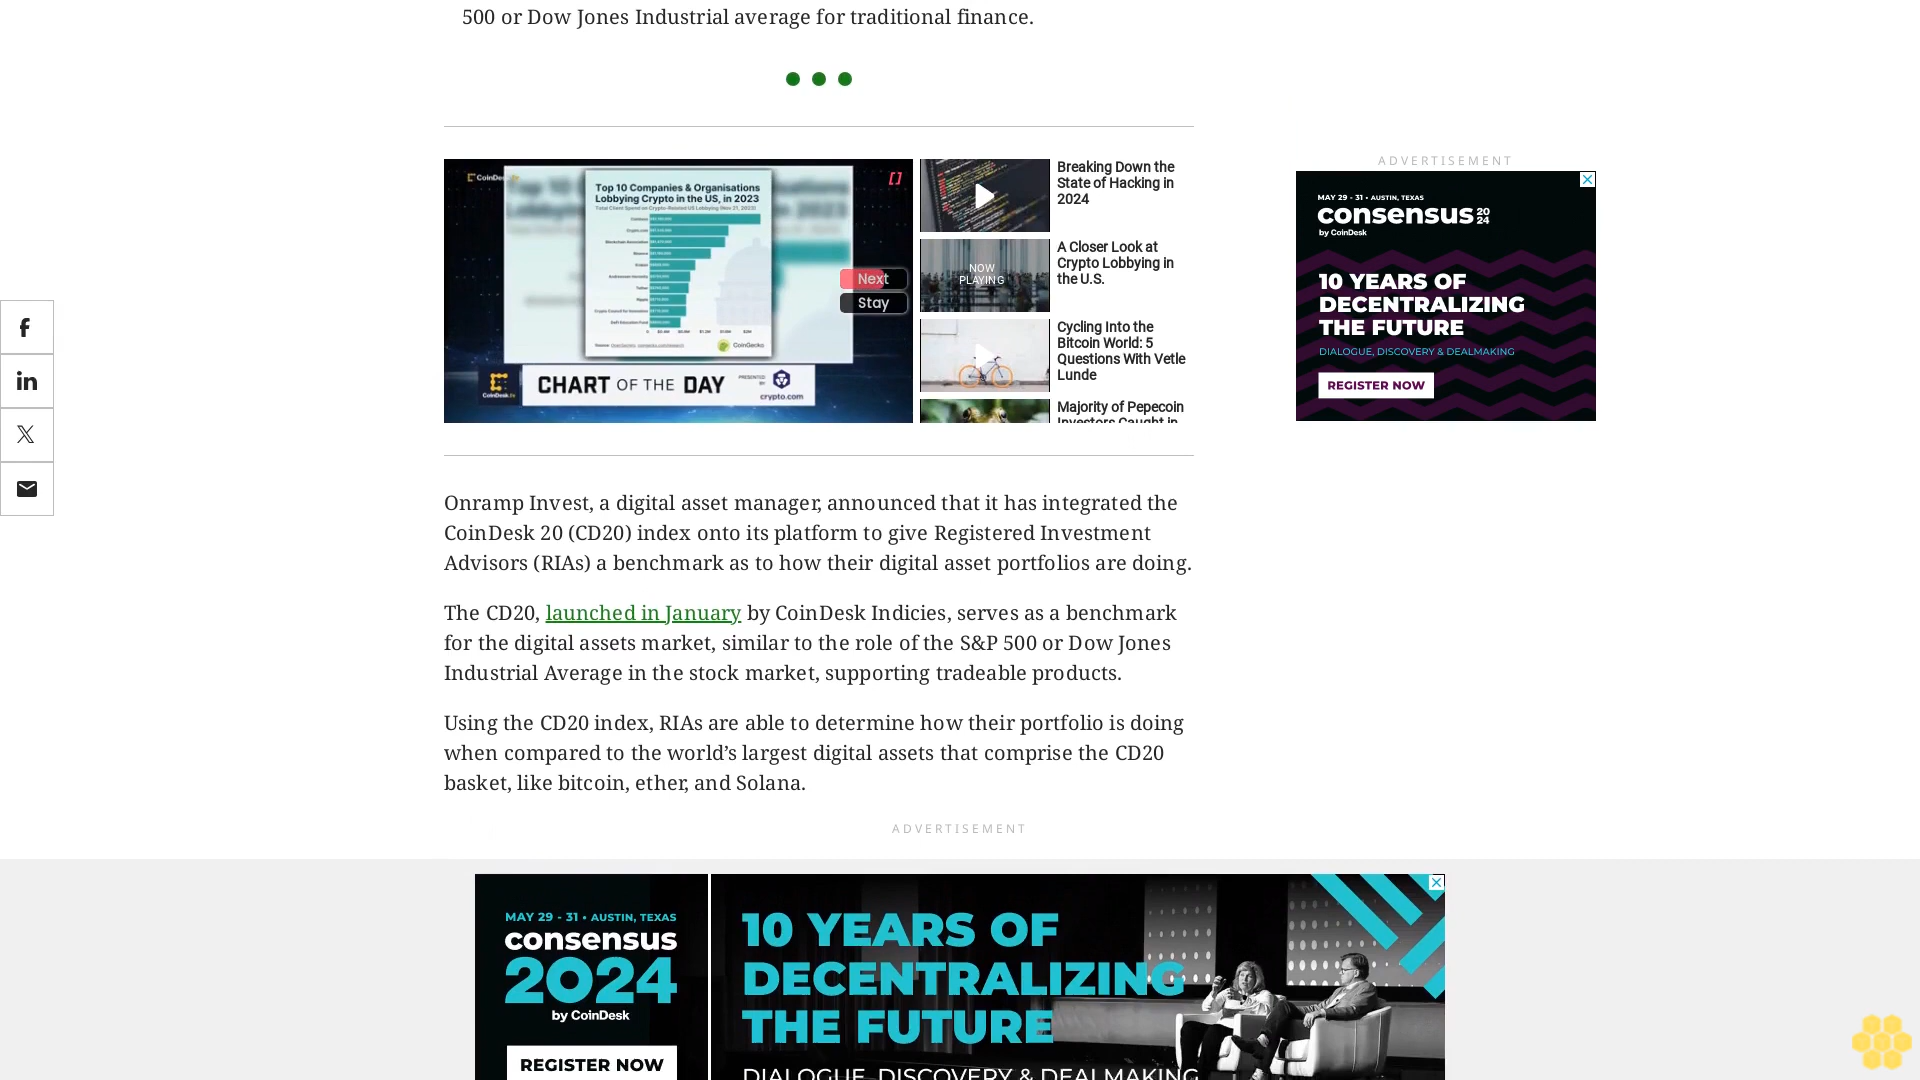 500 or Dow Jones Industrial average for traditional finance.
CoinDesk
Top 10 Companies & Organisations
Lobbying Crypto in the US, in 2023
Next
Stay
Source:
CoinGecko
CoinDesk.tv
CHART OF THE DAY
PRESENTED BY
crypto.com
Breaking Down the
State of Hacking in
2024
NOW
PLAYING
A Closer Look at
Crypto Lobbying in
the U.S.
Cycling Into the
Bitcoin World: 5
Questions With Vetle
Lunde
Majority of Pepecoin
Investors Caught in
ADVERTISEMENT
MAY 29 - 31 • AUSTIN, TEXAS
consensus 2024
by CoinDesk
10 YEARS OF
DECENTRALIZING
THE FUTURE
DIALOGUE, DISCOVERY & DEALMAKING
REGISTER NOW
Onramp Invest, a digital asset manager, announced that it has integrated the
CoinDesk 20 (CD20) index onto its platform to give Registered Investment
Advisors (RIAs) a benchmark as to how their digital asset portfolios are doing.
The CD20, launched in January by CoinDesk Indicies, serves as a benchmark
for the digital assets market, similar to the role of the S&P 500 or Dow Jones
Industrial Average in the stock market, supporting tradeable products.
Using the CD20 index, RIAs are able to determine how their portfolio is doing
when compared to the world’s largest digital assets that comprise the CD20
basket, like bitcoin, ether, and Solana.
ADVERTISEMENT
MAY 29 - 31 • AUSTIN, TEXAS
consensus
2024
by CoinDesk
REGISTER NOW
10 YEARS OF
DECENTRALIZING
THE FUTURE
DIALOGUE, DISCOVERY & DEALMAKING